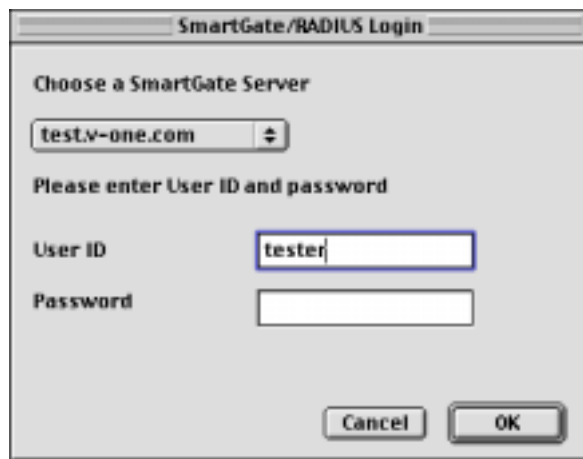 SmartGate/RADIUS Login
Choose a SmartGate Server
test.v-one.com
Please enter User ID and password
User ID
tester
Password
Cancel
OK